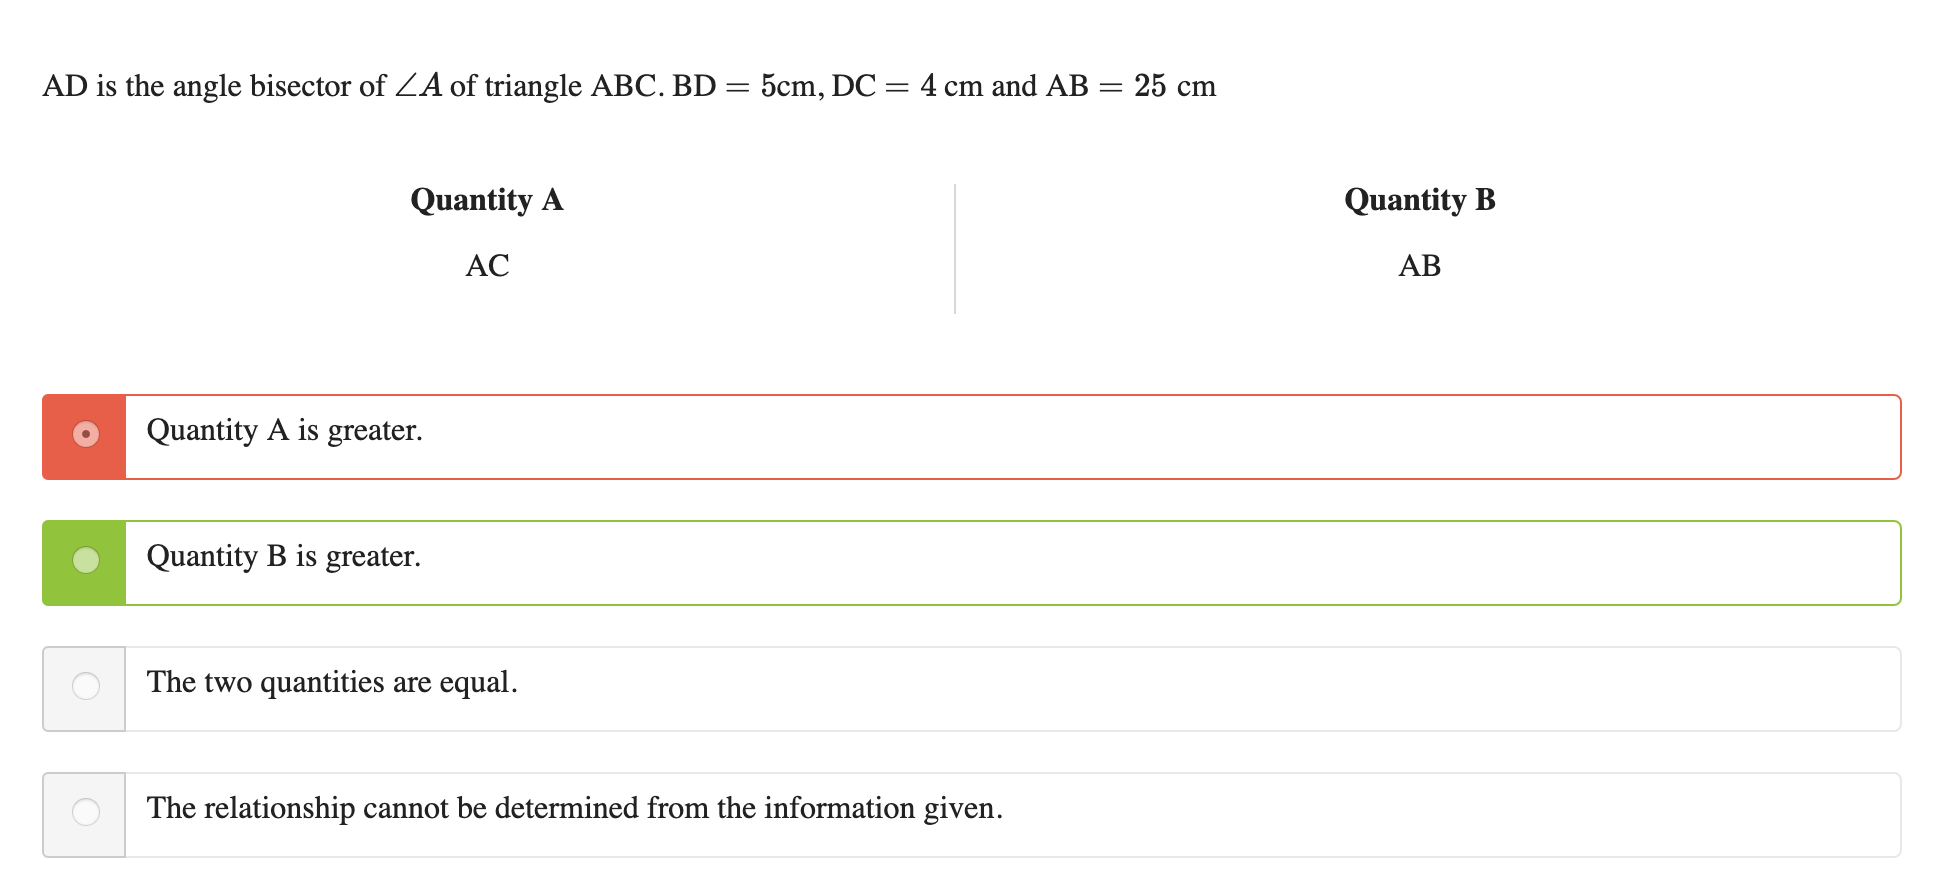 AD is the angle bisector of ∠A of triangle ABC. BD = 5cm, DC = 4 cm and AB = 25 cm
Quantity A
Quantity B
AC
AB
Quantity A is greater.
Quantity B is greater.
The two quantities are equal.
The relationship cannot be determined from the information given.